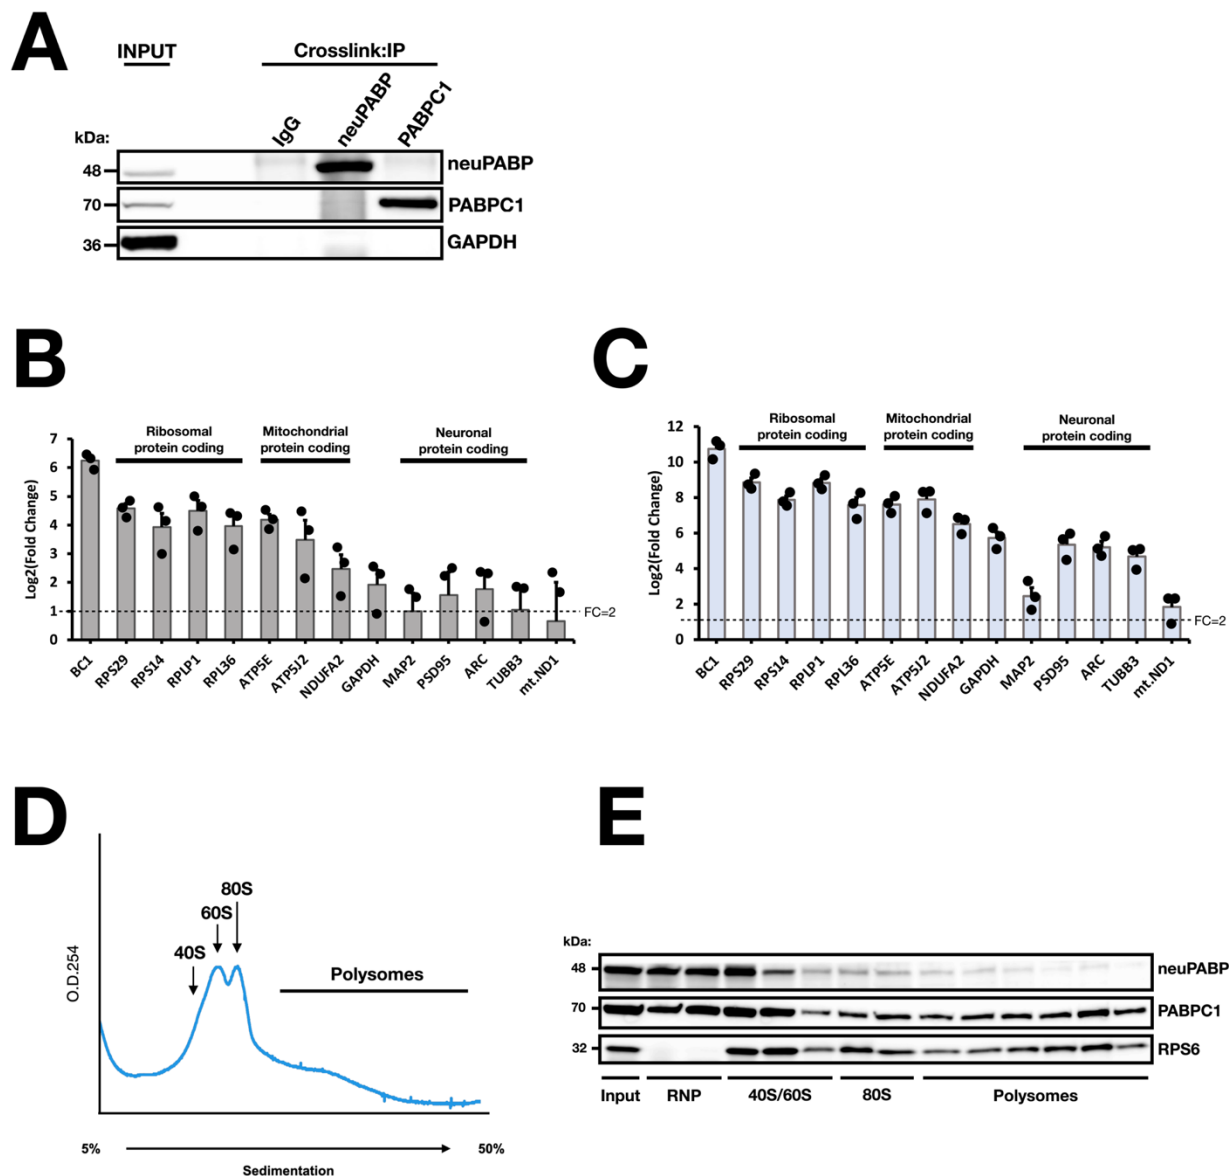 A
INPUT
Crosslink:IP
IgG
neuPABP
PABPC1
kDa:
48
neuPABP
70
PABPC1
36
GAPDH
B
Ribosomal
protein coding
Mitochondrial
protein coding
Neuronal
protein coding
Log2(Fold Change)
7
6
5
4
3
2
1
0
FC=2
BC1
RPS29
RPS14
RPLP1
RPL36
ATP5E
ATP5J2
NDUFA2
GAPDH
MAP2
PSD95
ARC
TUBB3
mt.ND1
C
Ribosomal
protein coding
Mitochondrial
protein coding
Neuronal
protein coding
Log2(Fold Change)
12
10
8
6
4
2
0
FC=2
BC1
RPS29
RPS14
RPLP1
RPL36
ATP5E
ATP5J2
NDUFA2
GAPDH
MAP2
PSD95
ARC
TUBB3
mt.ND1
D
O.D.254
40S
60S
80S
Polysomes
5%
50%
Sedimentation
E
kDa:
48
neuPABP
70
PABPC1
32
RPS6
Input
RNP
40S/60S
80S
Polysomes